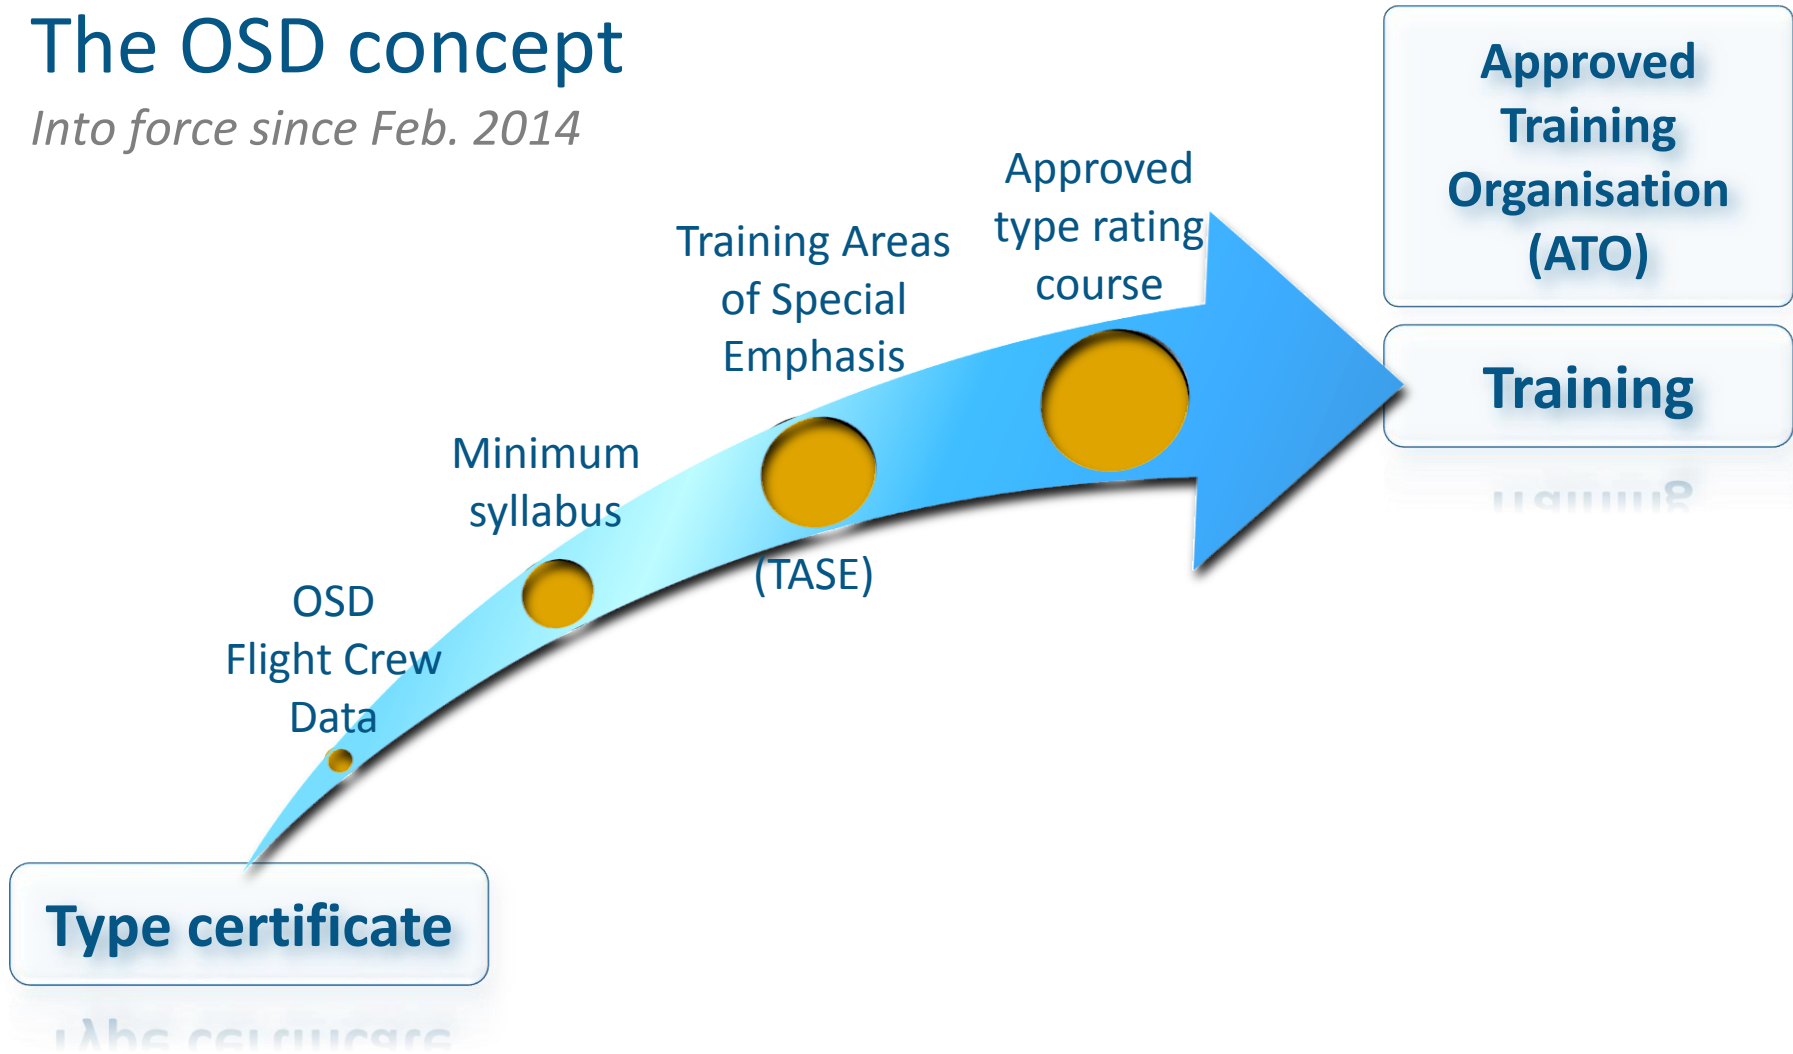 The OSD concept
Into force since Feb. 2014
Approved
Training
Organisation
(ATO)
Training
Approved
type rating
course
Training Areas
of Special
Emphasis
(TASE)
Minimum
syllabus
OSD
Flight Crew
Data
Type certificate